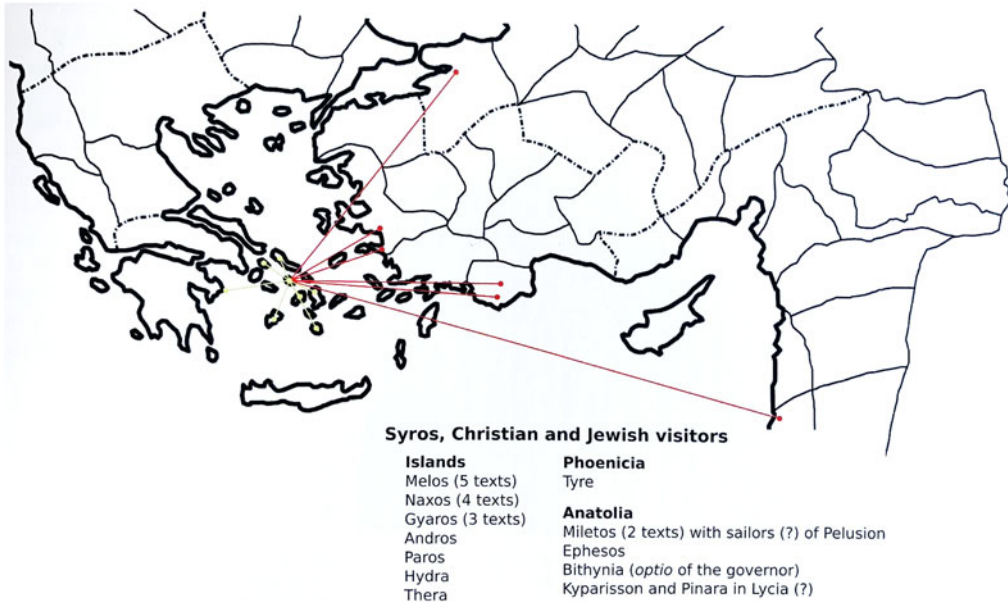 Syros, Christian and Jewish visitors
Islands
Melos (5 texts)
Naxos (4 texts)
Gyaros (3 texts)
Andros
Paros
Hydra
Thera
Phoenicia
Tyre
Anatolia
Miletos (2 texts) with sailors (?) of Pelusion
Ephesos
Bithynia (optio of the governor)
Kyparisson and Pinara in Lycia (?)